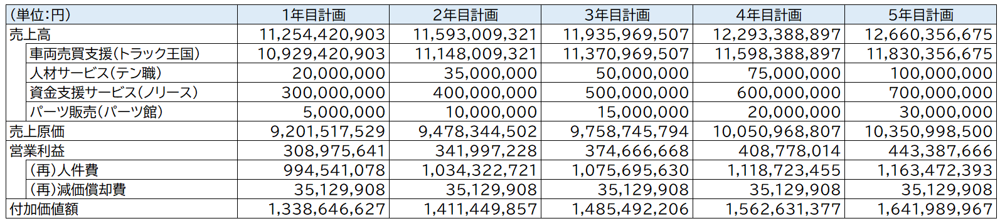 (単位:円) 1年目計画 2年目計画 3年目計画 4年目計画 5年目計画
売上高 11,254,420,903 11,593,009,321 11,935,969,507 12,293,388,897 12,660,356,675
車両売買支援(トラック王国) 10,929,420,903 11,148,009,321 11,370,969,507 11,598,388,897 11,830,356,675
人材サービス(テン職) 20,000,000 35,000,000 50,000,000 75,000,000 100,000,000
資金支援サービス(ノリース) 300,000,000 400,000,000 500,000,000 600,000,000 700,000,000
パーツ販売(パーツ館) 5,000,000 10,000,000 15,000,000 20,000,000 30,000,000
売上原価 9,201,517,529 9,478,344,502 9,758,745,794 10,050,968,807 10,350,998,500
営業利益 308,975,641 341,997,228 374,666,668 408,778,014 443,387,666
(再)人件費 994,541,078 1,034,322,721 1,075,695,630 1,118,723,455 1,163,472,393
(再)減価償却費 35,129,908 35,129,908 35,129,908 35,129,908 35,129,908
付加価値額 1,338,646,627 1,411,449,857 1,485,492,206 1,562,631,377 1,641,989,967